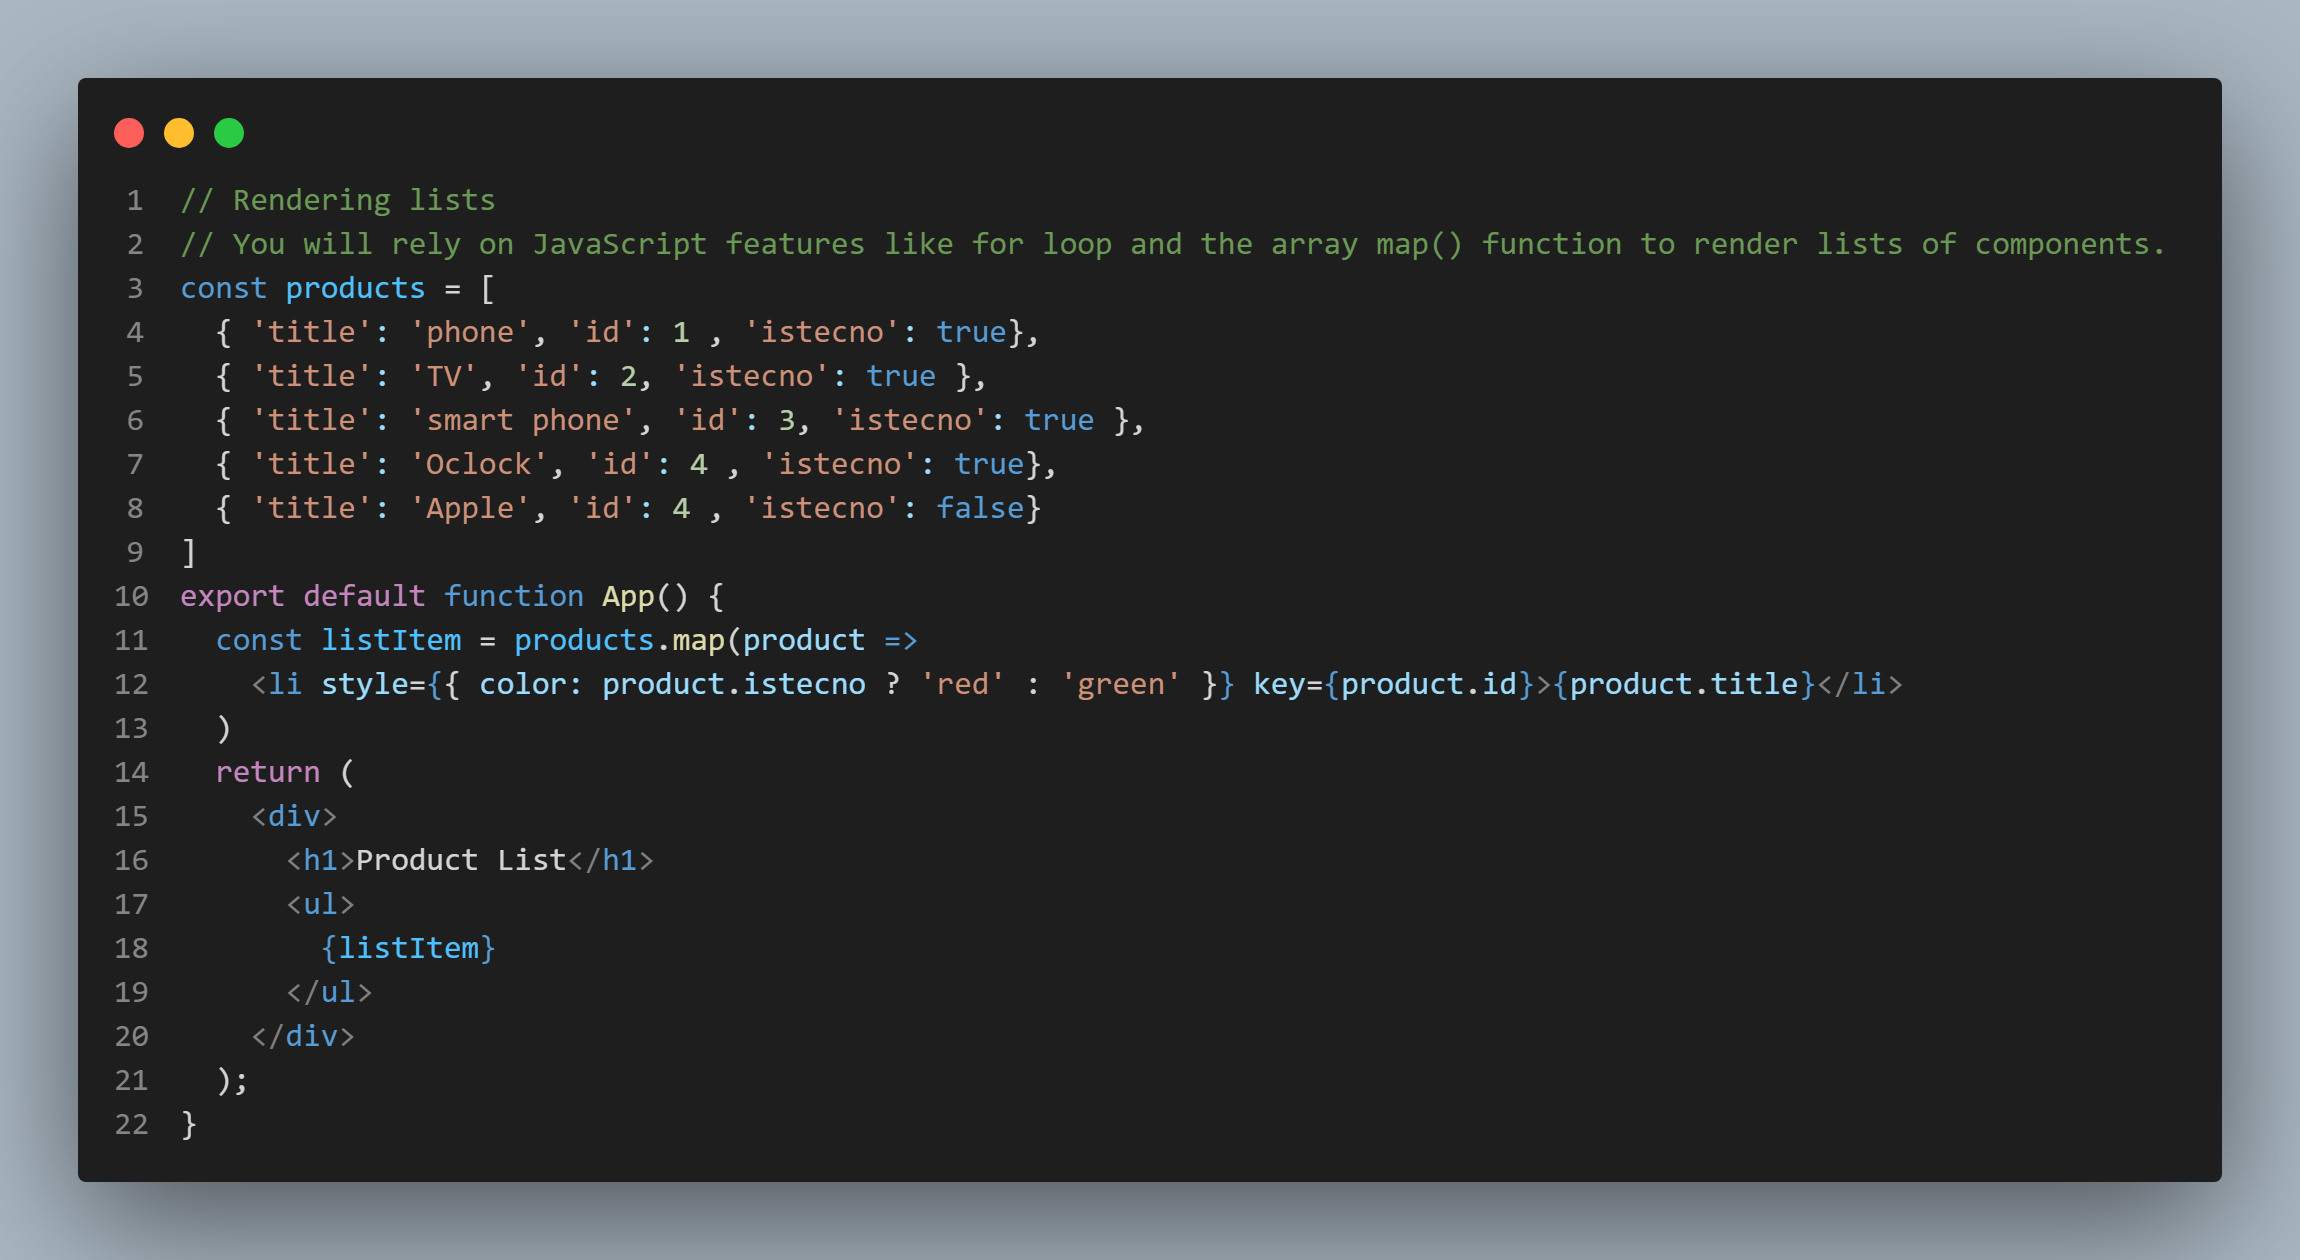 1 // Rendering lists
2 // You will rely on JavaScript features like for loop and the array map() function to render lists of components.
3 const products = [
4   { 'title': 'phone', 'id': 1 , 'istecno': true},
5   { 'title': 'TV', 'id': 2, 'istecno': true },
6   { 'title': 'smart phone', 'id': 3, 'istecno': true },
7   { 'title': 'Oclock', 'id': 4 , 'istecno': true},
8   { 'title': 'Apple', 'id': 4 , 'istecno': false}
9 ]
10 export default function App() {
11   const listItem = products.map(product =>
12     <li style={{ color: product.istecno ? 'red' : 'green' }} key={product.id}>{product.title}</li>
13   )
14   return (
15     <div>
16       <h1>Product List</h1>
17       <ul>
18         {listItem}
19       </ul>
20     </div>
21   );
22 }